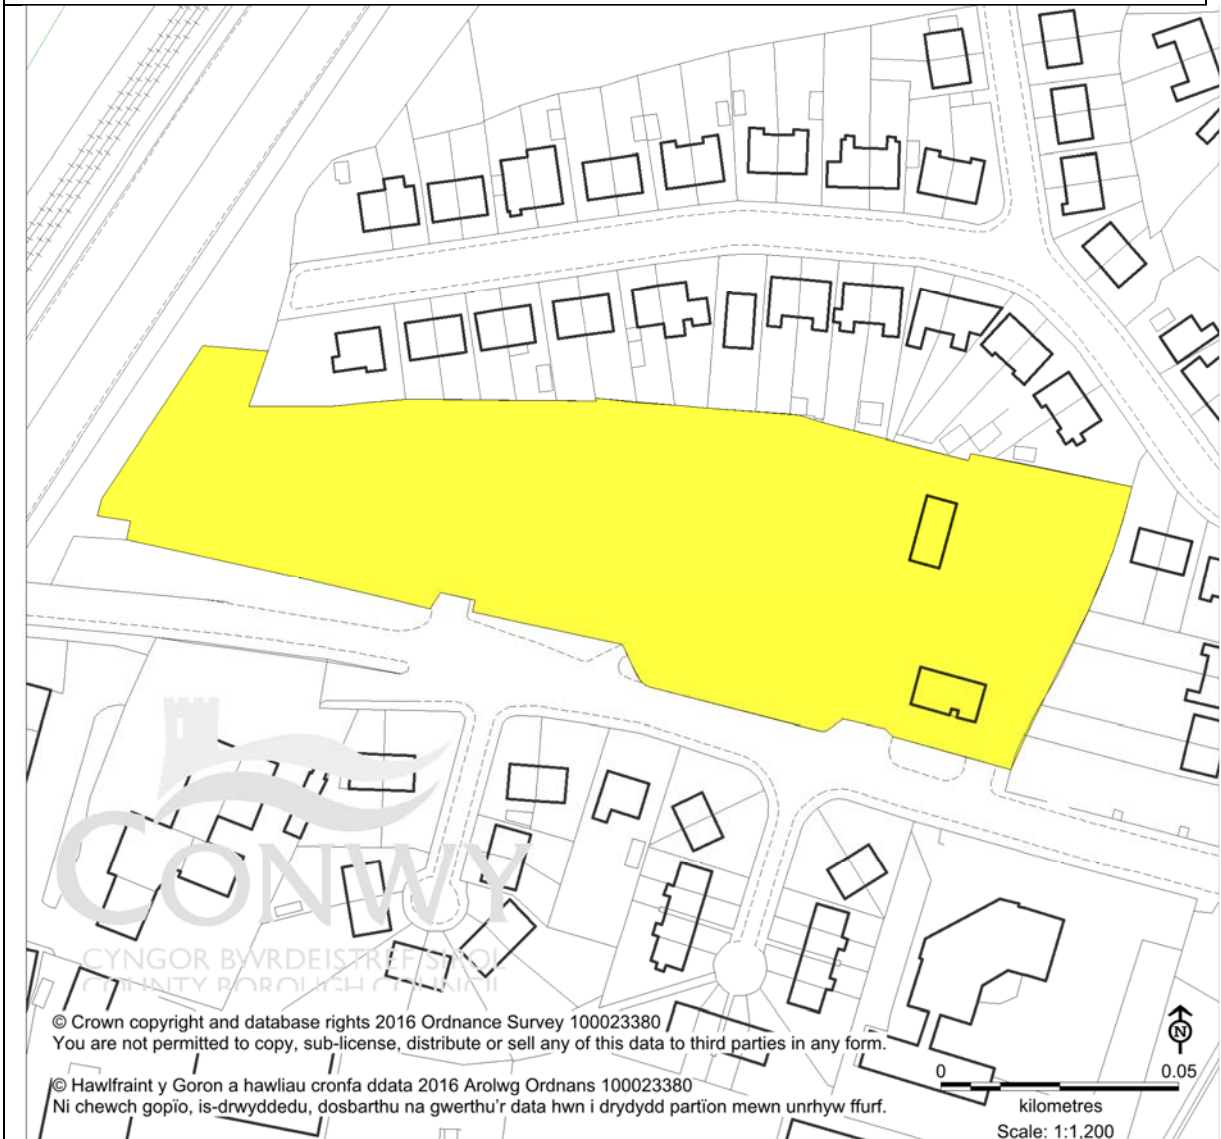 CONWY
CYNGOR BWRDEISTREF SIROL
COUNTY BOROUGH COUNCIL
© Crown copyright and database rights 2016 Ordnance Survey 100023380
You are not permitted to copy, sub-license, distribute or sell any of this data to third parties in any form.
© Hawlfraint y Goron a hawliau cronfa ddata 2016 Arolwg Ordnans 100023380
Ni chewch gopïo, is-drwyddedu, dosbarthu na gwerthu'r data hwn i drydydd partïon mewn unrhyw ffurf.
N
0 0.05
kilometres
Scale: 1:1,200